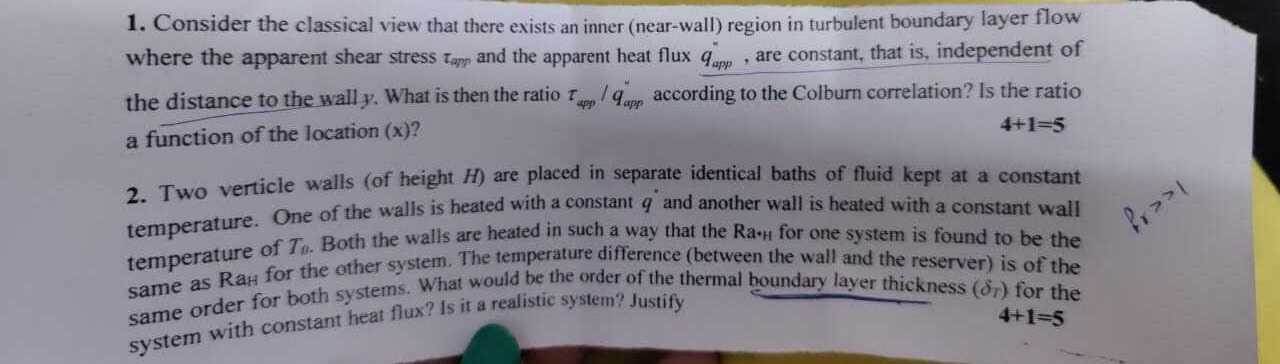 1. Consider the classical view that there exists an inner (near-wall) region in turbulent boundary layer flow
where the apparent shear stress τapp and the apparent heat flux q"app , are constant, that is, independent of
the distance to the wall y. What is then the ratio τapp / q"app according to the Colburn correlation? Is the ratio
a function of the location (x)?
4+1=5
2. Two verticle walls (of height H) are placed in separate identical baths of fluid kept at a constant
temperature. One of the walls is heated with a constant q" and another wall is heated with a constant wall
temperature of T0. Both the walls are heated in such a way that the Ra*H for one system is found to be the
same as RaH for the other system. The temperature difference (between the wall and the reserver) is of the
same order for both systems. What would be the order of the thermal boundary layer thickness (δT) for the
system with constant heat flux? Is it a realistic system? Justify
4+1=5
Pr>>1